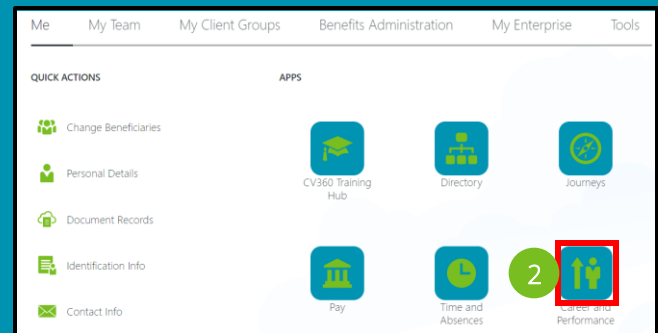 Me My Team My Client Groups Benefits Administration My Enterprise Tools
QUICK ACTIONS
APPS
Change Beneficiaries
Personal Details
Document Records
Identification Info
Contact Info
CV360 Training
Hub
Directory
Journeys
Pay
Time and
Absences
2
Career and
Performance